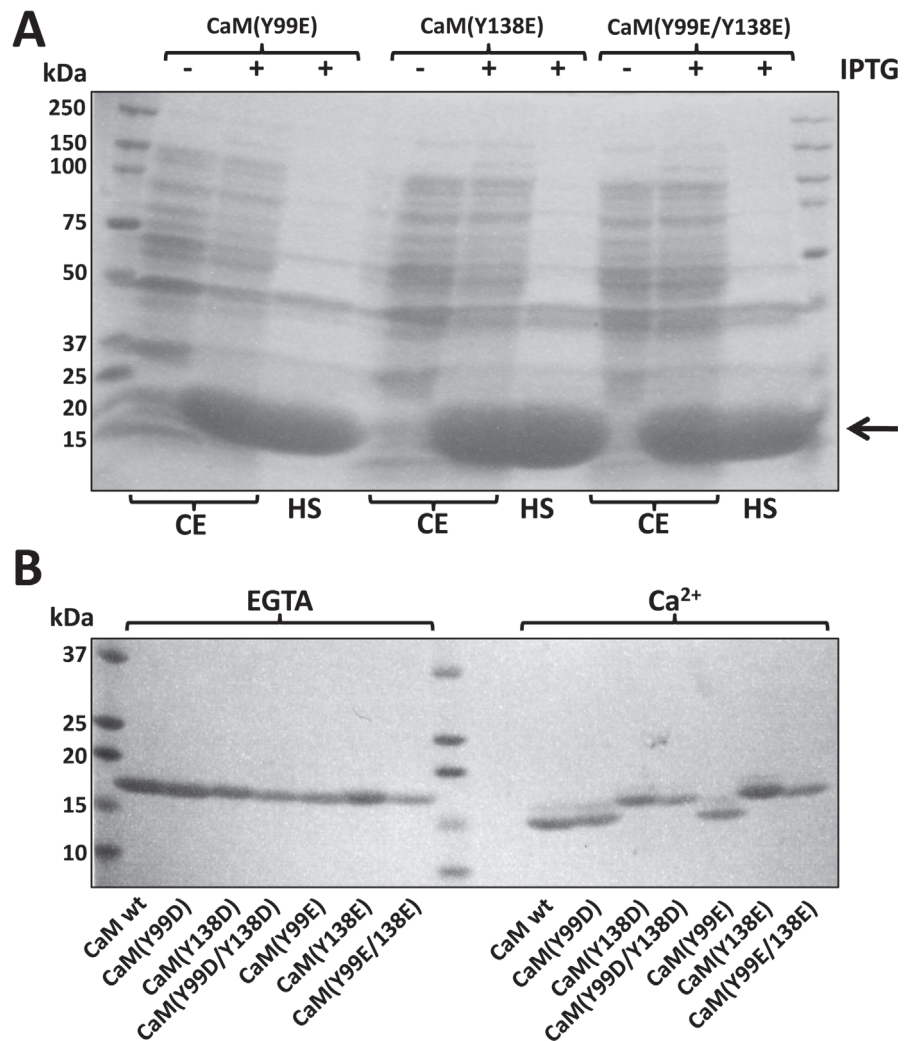 A
CaM(Y99E) CaM(Y138E) CaM(Y99E/Y138E)
kDa - + + - + + - + + IPTG
250
150
100
75
50
37
25
20
15
CE HS CE HS CE HS
B
EGTA Ca²⁺
kDa
37
25
20
15
10
CaM wt
CaM(Y99D)
CaM(Y138D)
CaM(Y99D/Y138D)
CaM(Y99E)
CaM(Y138E)
CaM(Y99E/138E)
CaM wt
CaM(Y99D)
CaM(Y138D)
CaM(Y99D/Y138D)
CaM(Y99E)
CaM(Y138E)
CaM(Y99E/138E)